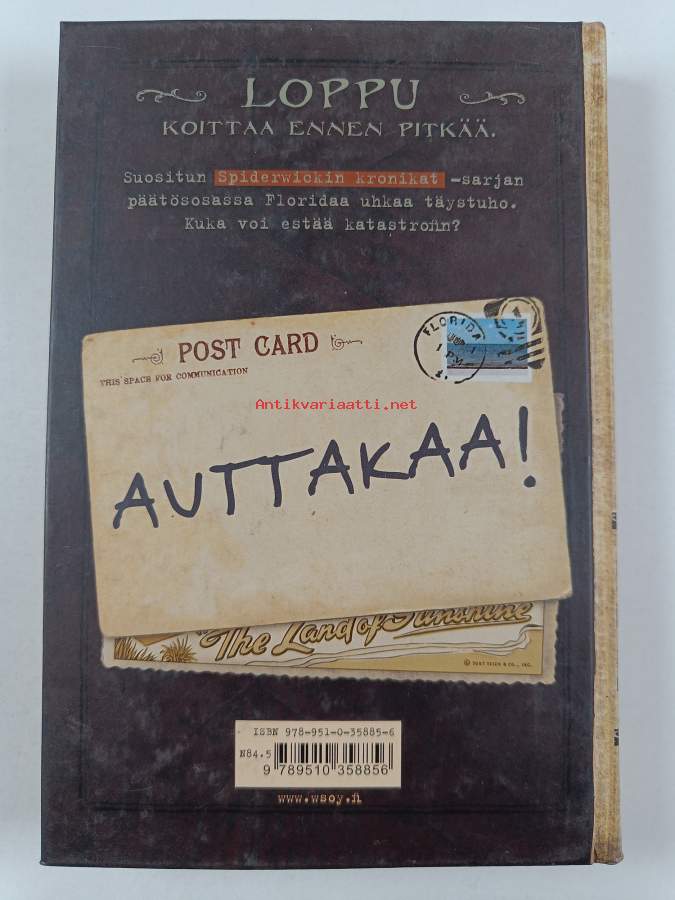 LOPPU
KOITTAA ENNEN PITKÄÄ.
Suositun Spiderwickin kronikat -sarjan
päätösosassa Floridaa uhkaa täystuho.
Kuka voi estää katastrofin?
FLORIDA
1 PM
POST CARD
THIS SPACE FOR COMMUNICATION
Antikvariaatti.net
AUTTAKAA!
"The Land of Sunshine
ISBN 978-951-0-35885-6
N84.5
9 789510 358856
www.wsoy.fi